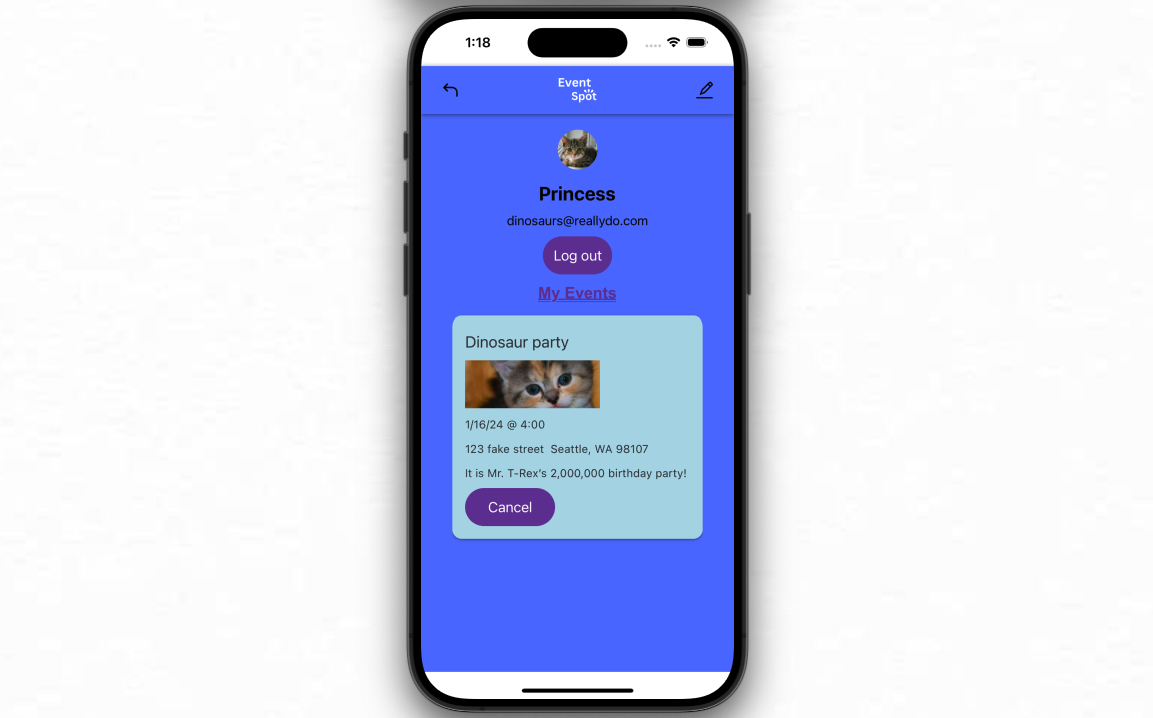 1:18
Event
Spot
Princess
dinosaurs@reallydo.com
Log out
My Events
Dinosaur party
1/16/24 @ 4:00
123 fake street  Seattle, WA 98107
It is Mr. T-Rex's 2,000,000 birthday party!
Cancel